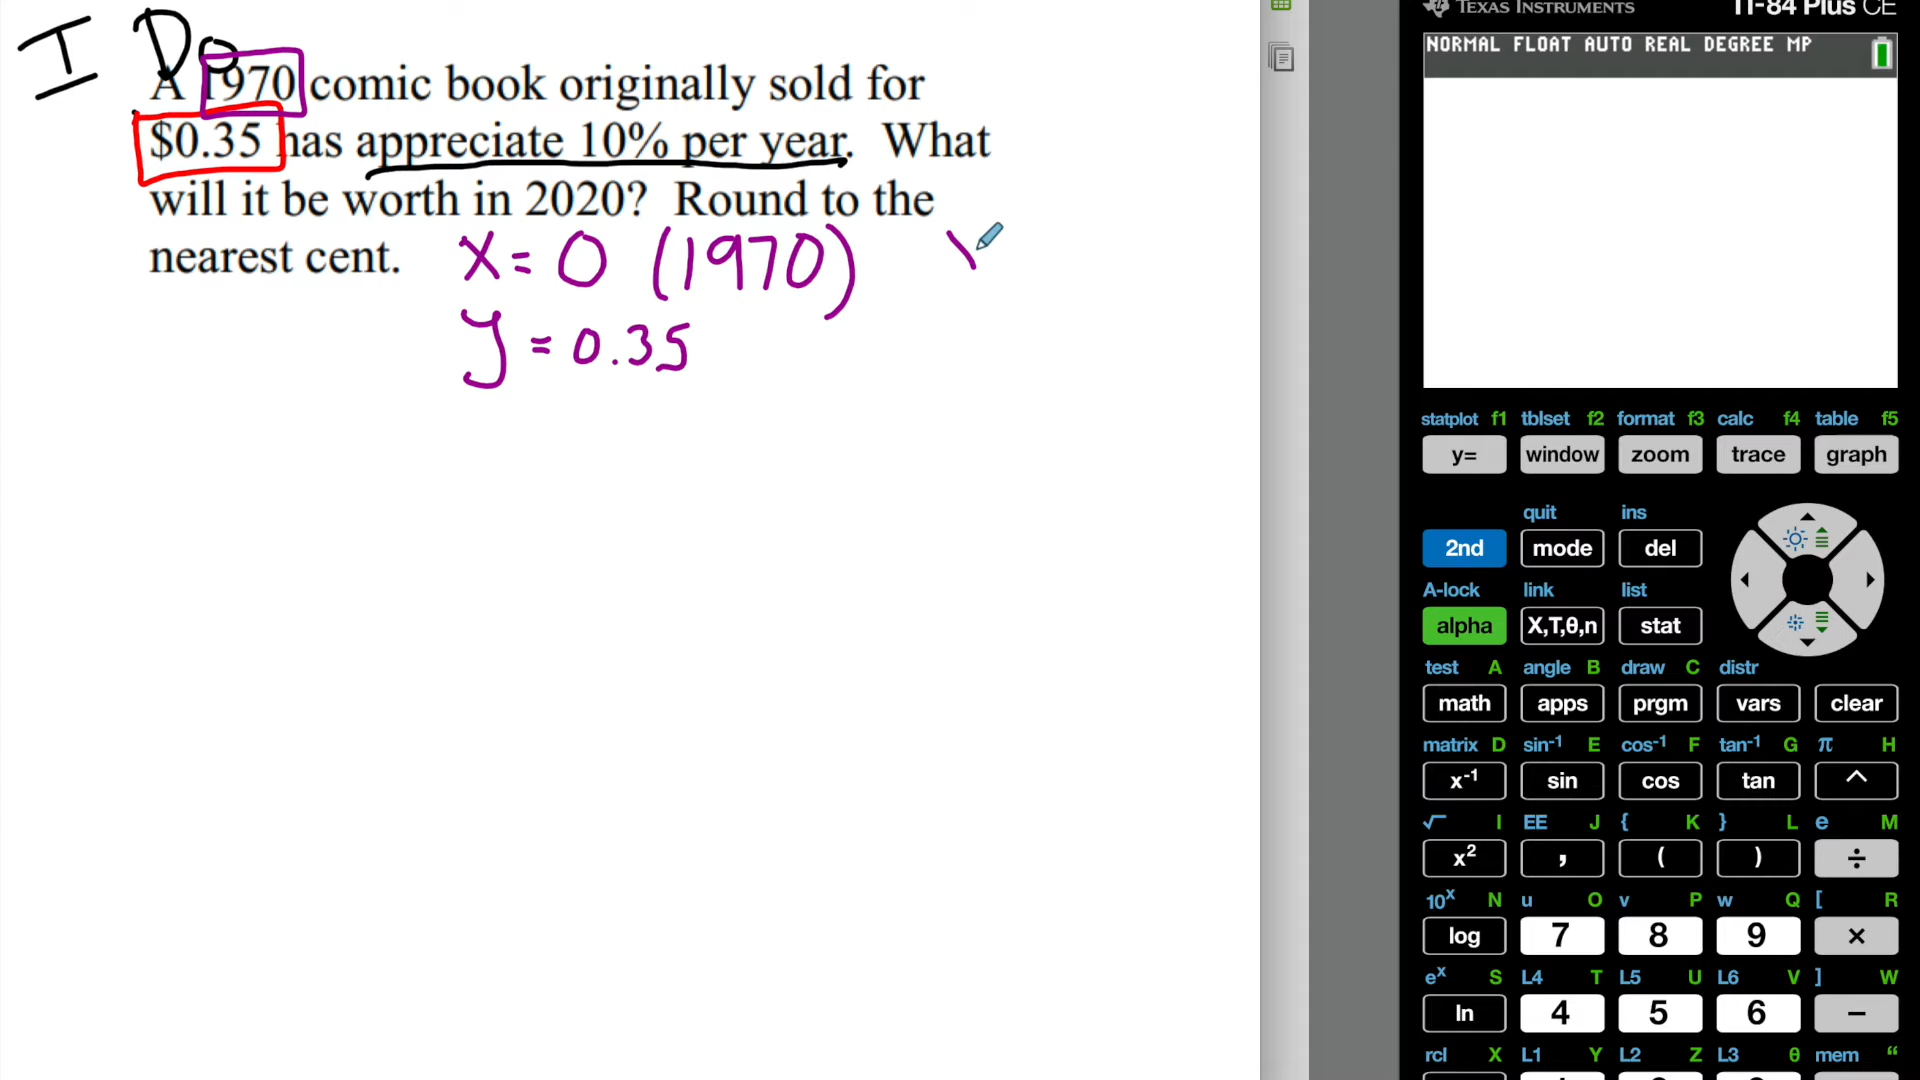 I Do
A 1970 comic book originally sold for
$0.35 has appreciate 10% per year. What
will it be worth in 2020? Round to the
nearest cent.
x = 0 (1970)
y = 0.35
TEXAS INSTRUMENTS TI-84 Plus CE
NORMAL FLOAT AUTO REAL DEGREE MP
statplot f1 tblset f2 format f3 calc f4 table f5
y= window zoom trace graph
quit ins
2nd mode del
A-lock link list
alpha X,T,θ,n stat
test A angle B draw C distr
math apps prgm vars clear
matrix D sin⁻¹ E cos⁻¹ F tan⁻¹ G π H
x⁻¹ sin cos tan ^
√ I EE J { K } L e M
x² , ( ) ÷
10ˣ N u O v P w Q [ R
log 7 8 9 ×
eˣ S L4 T L5 U L6 V ] W
ln 4 5 6 −
rcl X L1 Y L2 Z L3 θ mem “